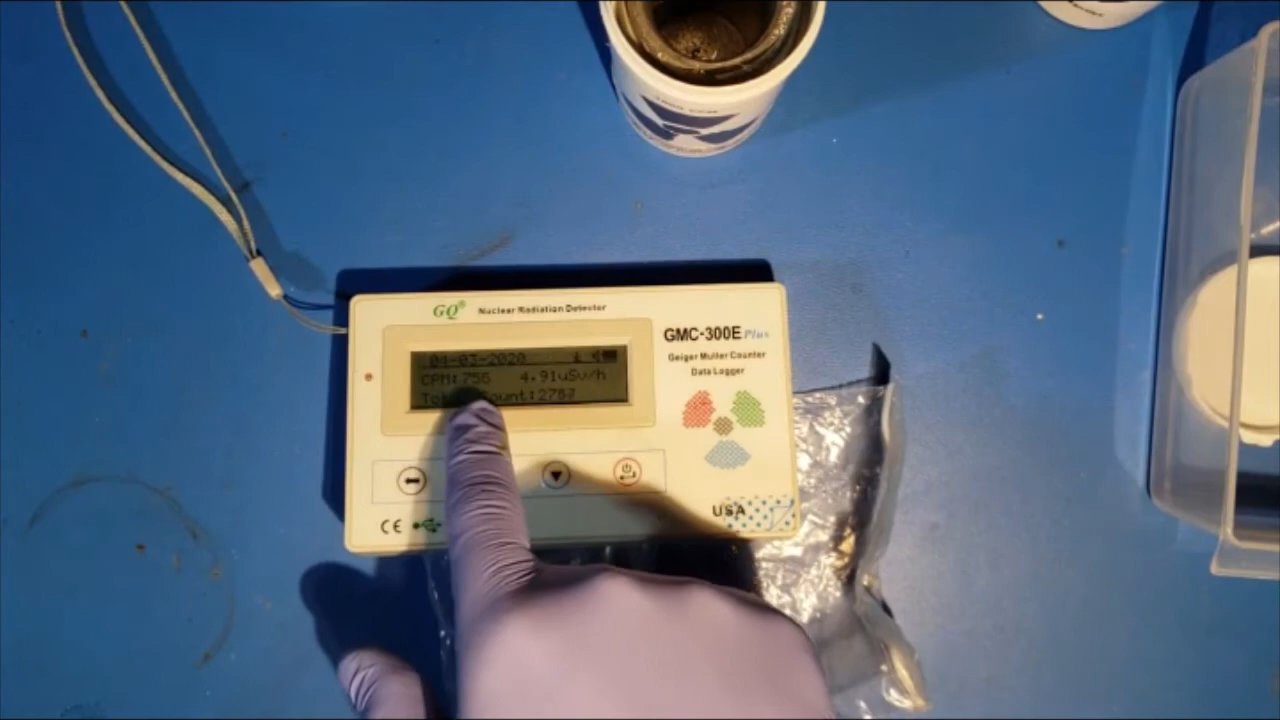 GQ® Nuclear Radiation Detector
04-03-2020
CPM:756 4.91uSv/h
ount:2787
GMC-300E Plus
Geiger Muller Counter
Data Logger
USA
CE